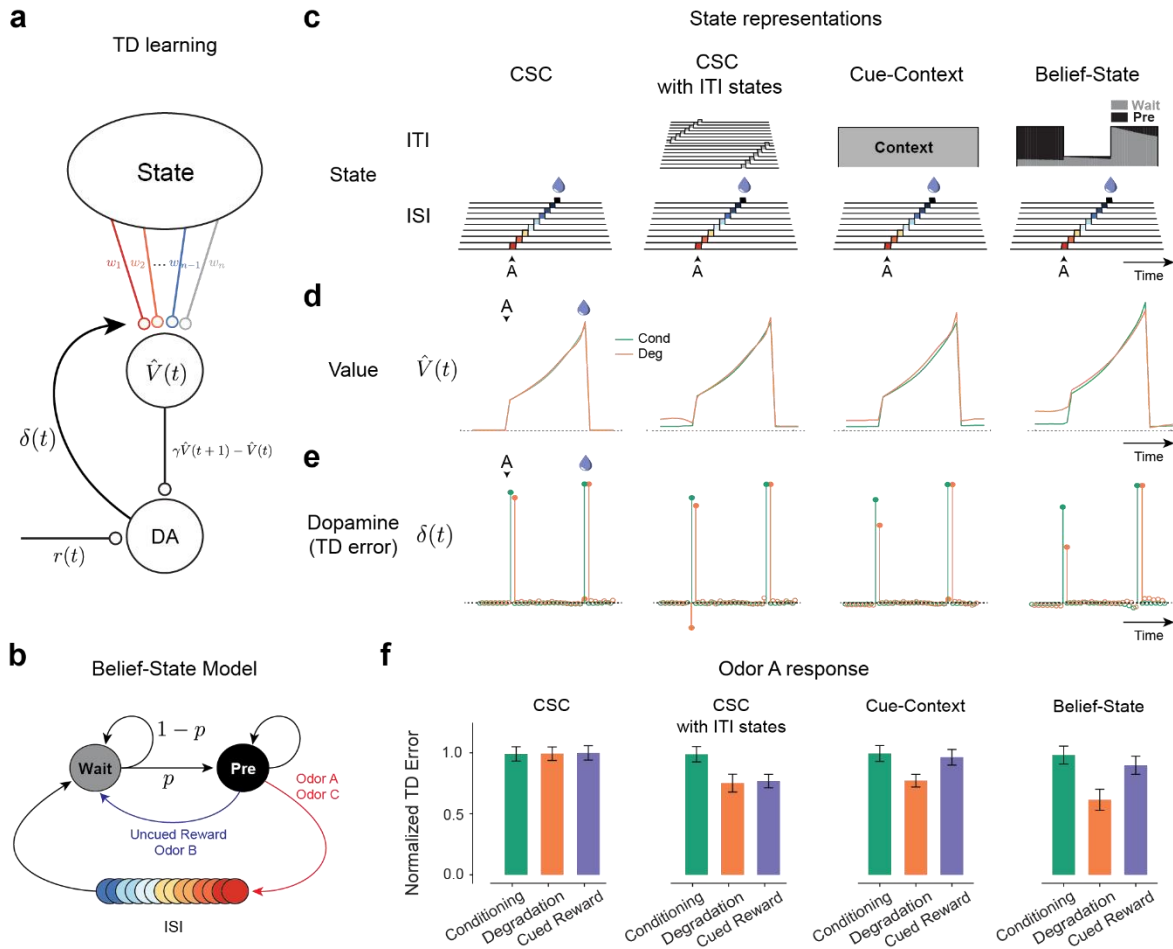 a
TD learning
State
w₁ w₂ ... wₙ₋₁ wₙ
V̂(t)
δ(t)
γV̂(t + 1) − V̂(t)
DA
r(t)
b
Belief-State Model
1 − p
Wait
p
Pre
Odor A
Odor C
Uncued Reward
Odor B
ISI
c
State representations
CSC
CSC
with ITI states
Cue-Context
Belief-State
Wait
Pre
ITI
Context
State
ISI
A
A
A
A
Time
d
A
Cond
Deg
Value
V̂(t)
Time
e
A
Dopamine
(TD error)
δ(t)
Time
f
Odor A response
CSC
CSC
with ITI states
Cue-Context
Belief-State
Normalized TD Error
1.0
0.5
0.0
Conditioning
Degradation
Cued Reward
Conditioning
Degradation
Cued Reward
Conditioning
Degradation
Cued Reward
Conditioning
Degradation
Cued Reward